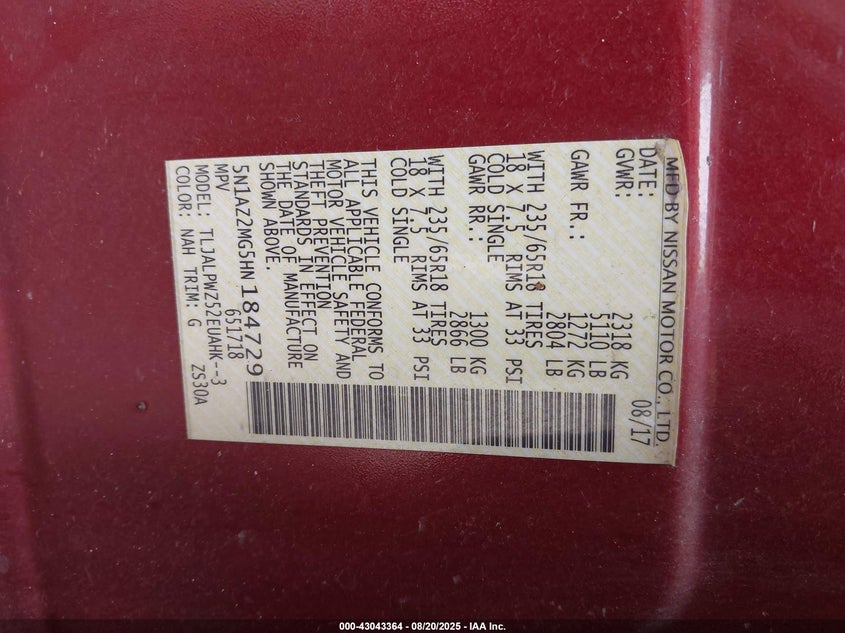 MFD BY NISSAN MOTOR CO., LTD.
DATE: 08/17
GVWR: 2318 KG
5110 LB
GAWR FR.: 1272 KG
2804 LB
WITH 235/65R18 TIRES
18 X 7.5 RIMS AT 33 PSI
COLD SINGLE
GAWR RR.: 1300 KG
2866 LB
WITH 235/65R18 TIRES
18 X 7.5 RIMS AT 33 PSI
COLD SINGLE
THIS VEHICLE CONFORMS TO
ALL APPLICABLE FEDERAL
MOTOR VEHICLE SAFETY AND
THEFT PREVENTION
STANDARDS IN EFFECT ON
THE DATE OF MANUFACTURE
SHOWN ABOVE.
5N1AZ2MG5HN184729
MPV 651718
MODEL: TLJALPWZ52EUAHK--3
COLOR: NAH TRIM: G ZS30A
000-43043364 - 08/20/2025 - IAA Inc.